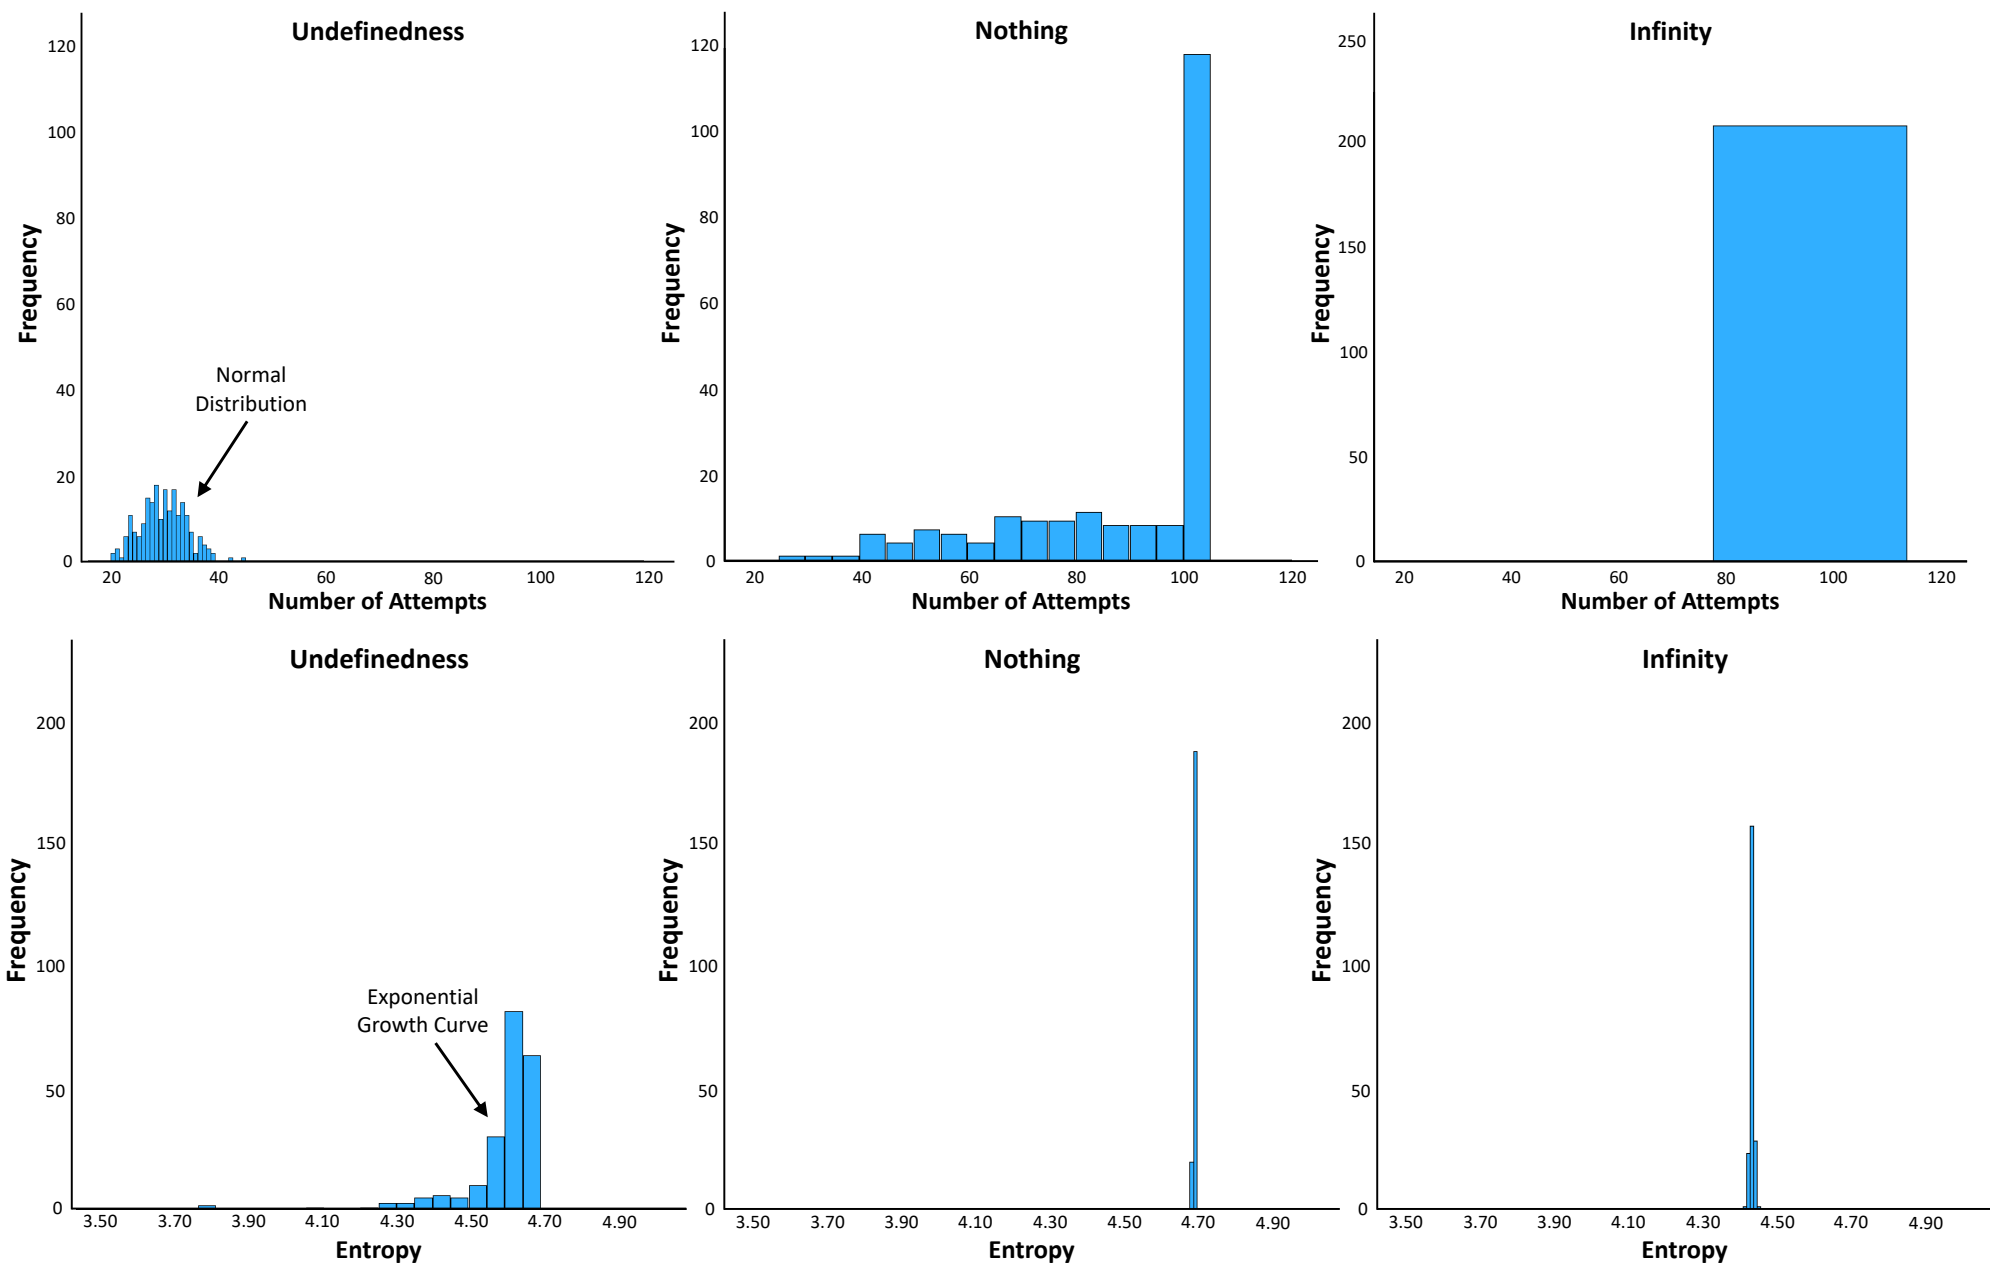 Undefinedness
120
100
80
60
40
20
0
Frequency
Normal
Distribution
20 40 60 80 100 120
Number of Attempts
Nothing
120
100
80
60
40
20
0
Frequency
20 40 60 80 100 120
Number of Attempts
Infinity
250
200
150
100
50
0
Frequency
20 40 60 80 100 120
Number of Attempts
Undefinedness
200
150
100
50
0
Frequency
Exponential
Growth Curve
3.50 3.70 3.90 4.10 4.30 4.50 4.70 4.90
Entropy
Nothing
200
150
100
50
0
Frequency
3.50 3.70 3.90 4.10 4.30 4.50 4.70 4.90
Entropy
Infinity
200
150
100
50
0
Frequency
3.50 3.70 3.90 4.10 4.30 4.50 4.70 4.90
Entropy